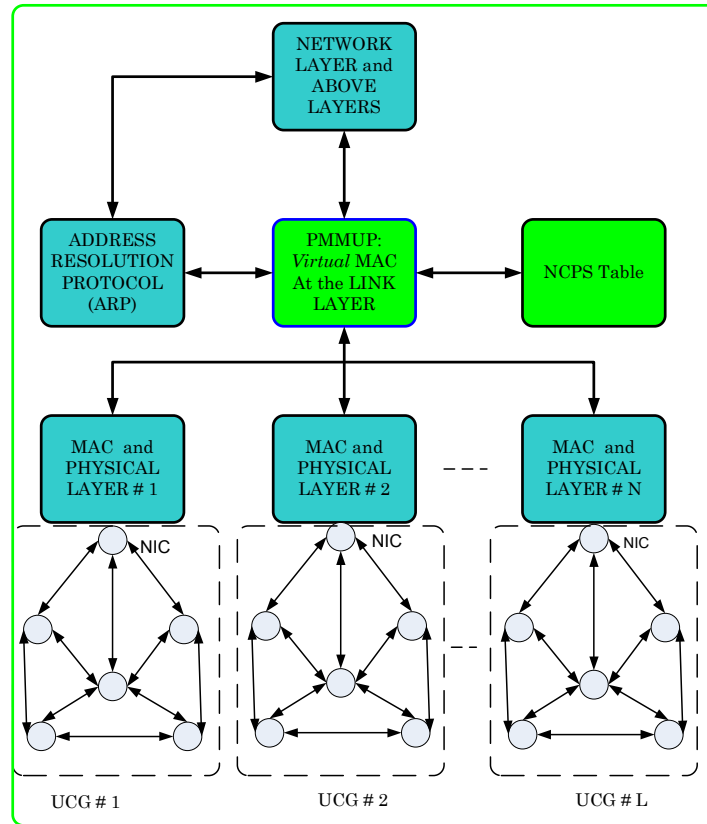 NETWORK
LAYER and
ABOVE
LAYERS
ADDRESS
RESOLUTION
PROTOCOL
(ARP)
PMMUP:
Virtual MAC
At the LINK
LAYER
NCPS Table
MAC and
PHYSICAL
LAYER # 1
MAC and
PHYSICAL
LAYER # 2
MAC and
PHYSICAL
LAYER # N
NIC
NIC
NIC
UCG # 1
UCG # 2
UCG # L